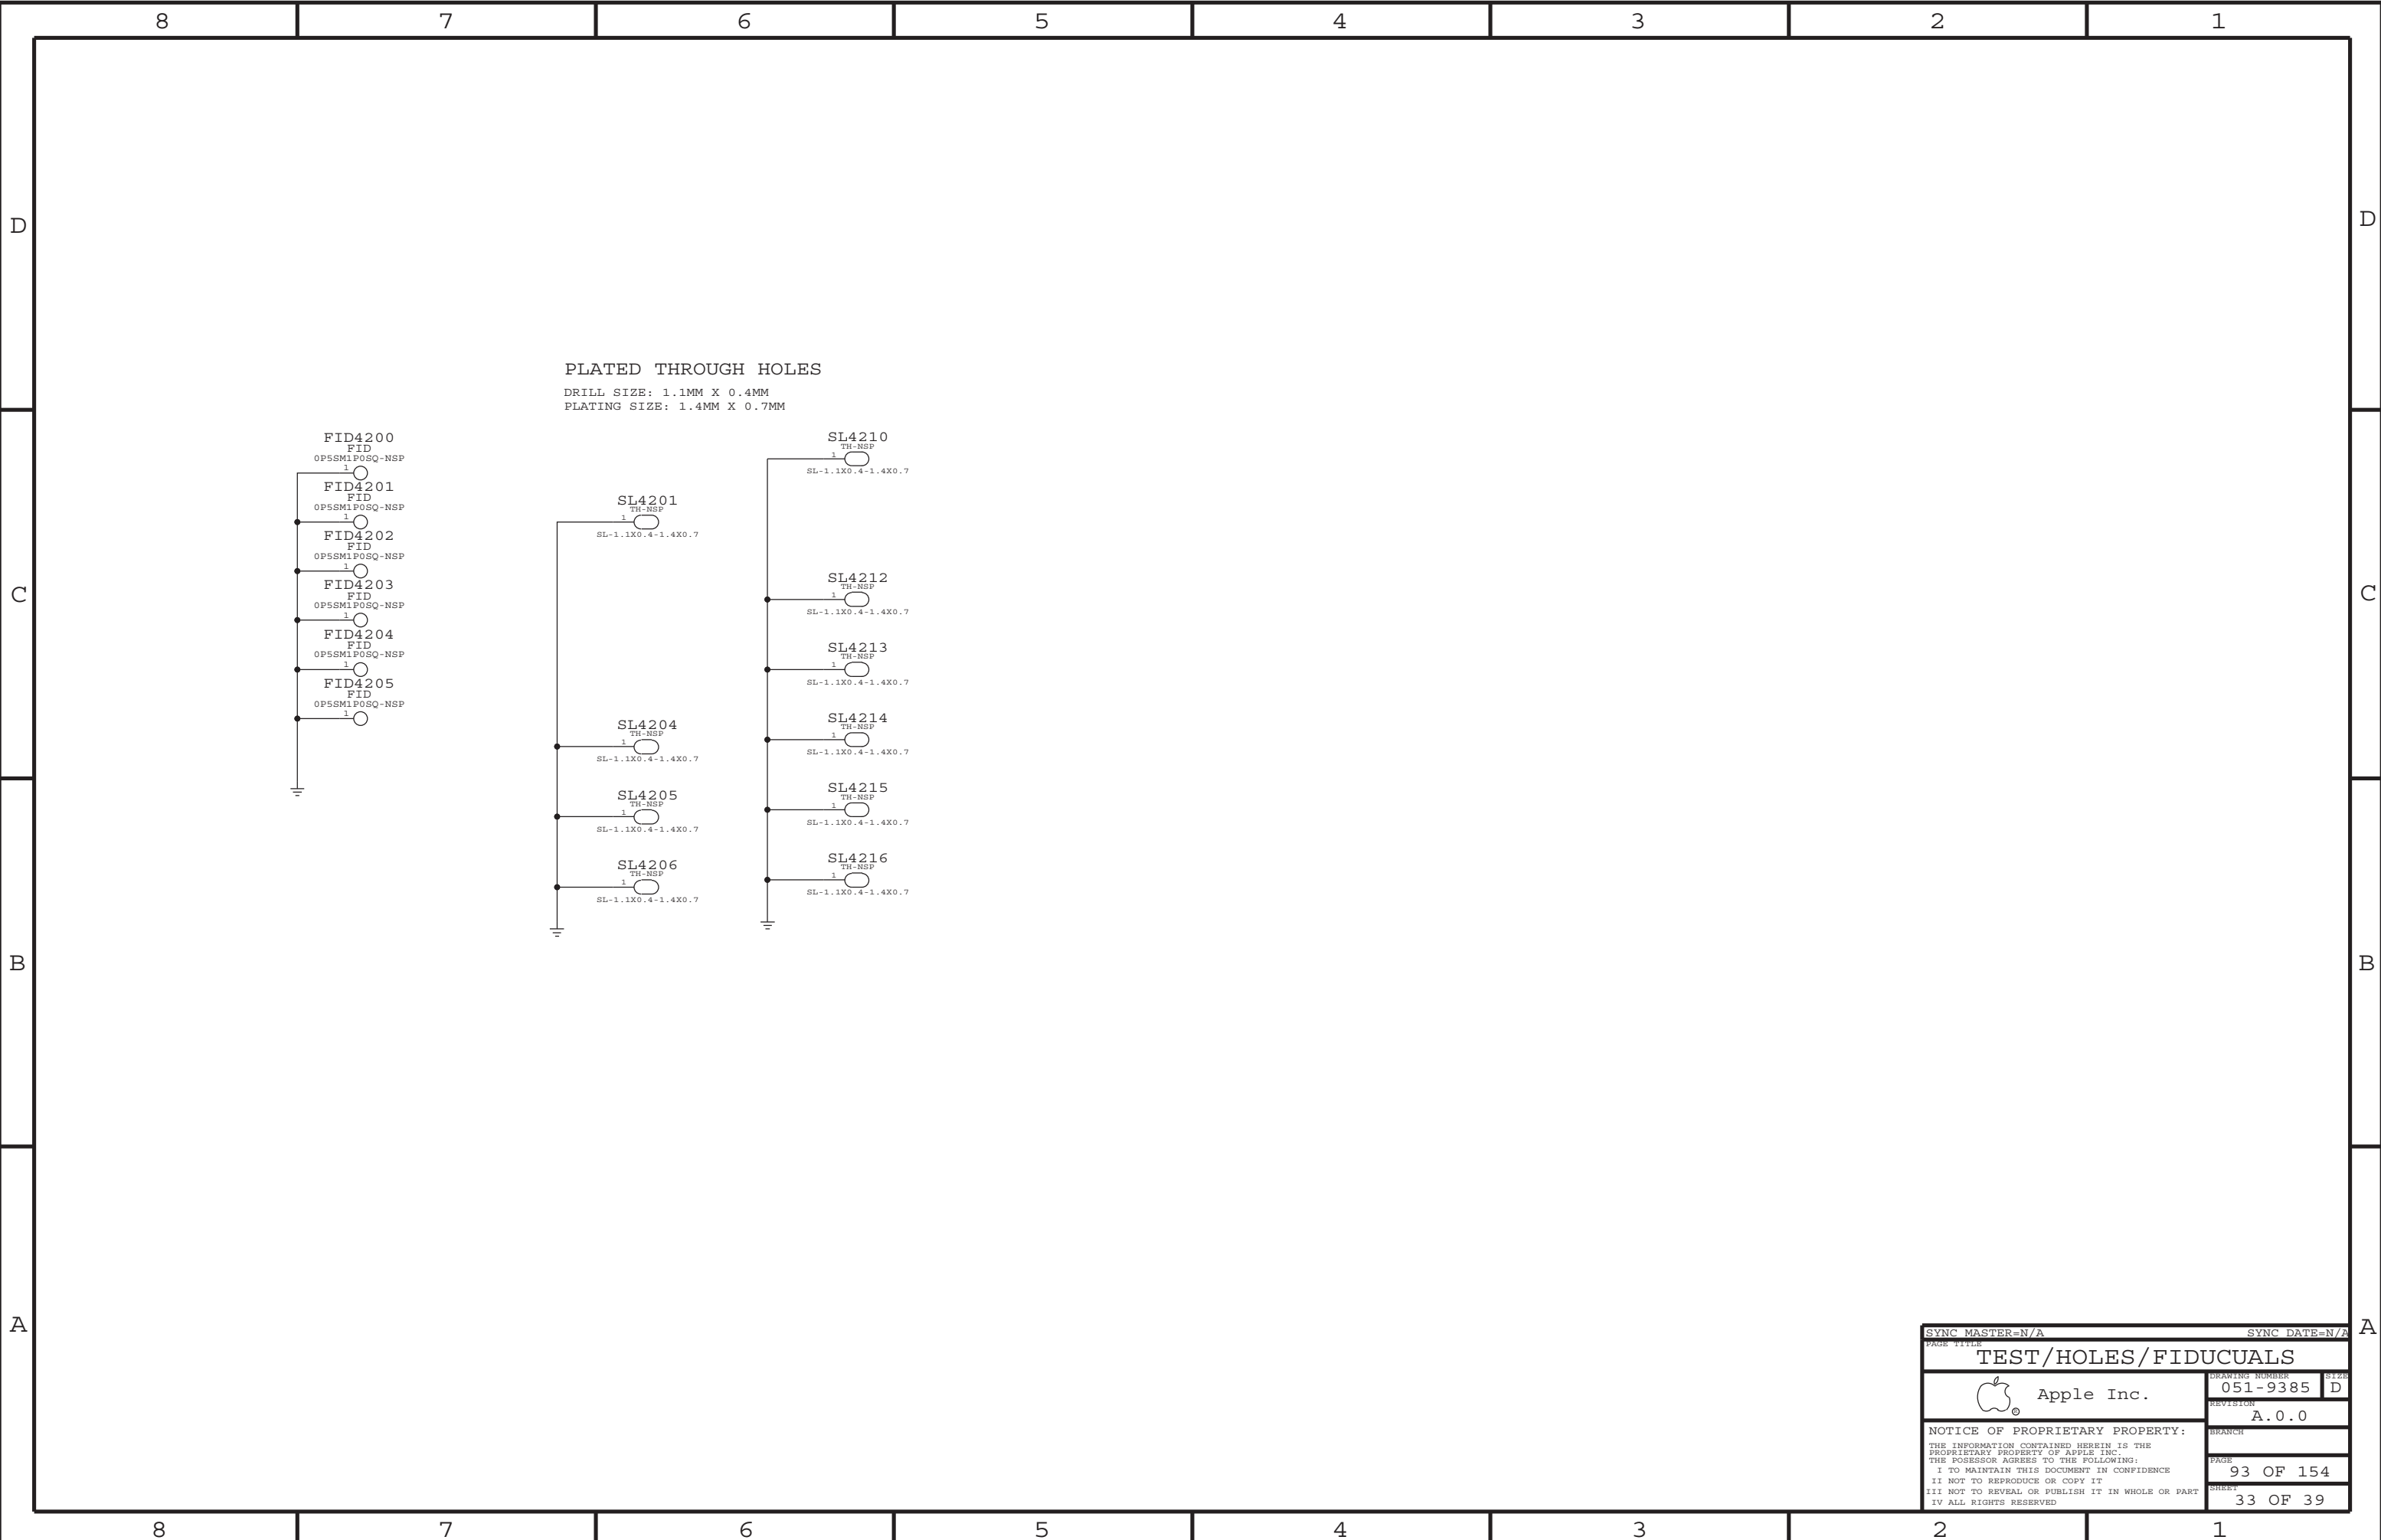 8 7 6 5 4 3 2 1
D D
PLATED THROUGH HOLES
DRILL SIZE: 1.1MM X 0.4MM
PLATING SIZE: 1.4MM X 0.7MM
FID4200
FID
0P5SM1P0SQ-NSP
1
FID4201
FID
0P5SM1P0SQ-NSP
1
FID4202
FID
0P5SM1P0SQ-NSP
1
FID4203
FID
0P5SM1P0SQ-NSP
1
FID4204
FID
0P5SM1P0SQ-NSP
1
FID4205
FID
0P5SM1P0SQ-NSP
1
SL4201
TH-NSP
1
SL-1.1X0.4-1.4X0.7
SL4204
TH-NSP
1
SL-1.1X0.4-1.4X0.7
SL4205
TH-NSP
1
SL-1.1X0.4-1.4X0.7
SL4206
TH-NSP
1
SL-1.1X0.4-1.4X0.7
SL4210
TH-NSP
1
SL-1.1X0.4-1.4X0.7
SL4212
TH-NSP
1
SL-1.1X0.4-1.4X0.7
SL4213
TH-NSP
1
SL-1.1X0.4-1.4X0.7
SL4214
TH-NSP
1
SL-1.1X0.4-1.4X0.7
SL4215
TH-NSP
1
SL-1.1X0.4-1.4X0.7
SL4216
TH-NSP
1
SL-1.1X0.4-1.4X0.7
C C
B B
A A
SYNC MASTER=N/A SYNC DATE=N/A
PAGE TITLE
TEST/HOLES/FIDUCUALS
Apple Inc.
®
DRAWING NUMBER
051-9385
SIZE
D
REVISION
A.0.0
BRANCH
NOTICE OF PROPRIETARY PROPERTY:
THE INFORMATION CONTAINED HEREIN IS THE
PROPRIETARY PROPERTY OF APPLE INC.
THE POSESSOR AGREES TO THE FOLLOWING:
I TO MAINTAIN THIS DOCUMENT IN CONFIDENCE
II NOT TO REPRODUCE OR COPY IT
III NOT TO REVEAL OR PUBLISH IT IN WHOLE OR PART
IV ALL RIGHTS RESERVED
PAGE
93 OF 154
SHEET
33 OF 39
8 7 6 5 4 3 2 1